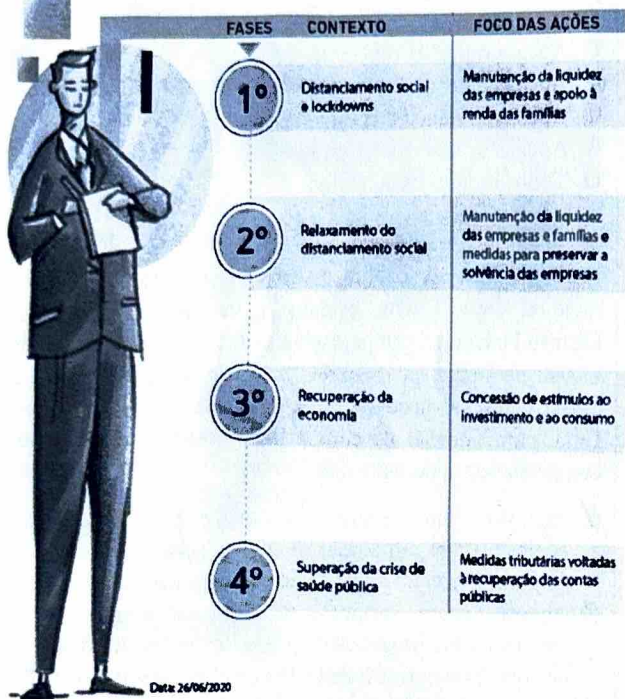 FASES CONTEXTO FOCO DAS AÇÕES
1º
Distanciamento social
e lockdowns
Manutenção da liquidez
das empresas e apoio à
renda das famílias
2º
Relaxamento do
distanciamento social
Manutenção da liquidez
das empresas e famílias e
medidas para preservar a
solvência das empresas
3º
Recuperação da
economia
Concessão de estímulos ao
investimento e ao consumo
4º
Superação da crise de
saúde pública
Medidas tributárias voltadas
à recuperação das contas
públicas
Data: 26/06/2020